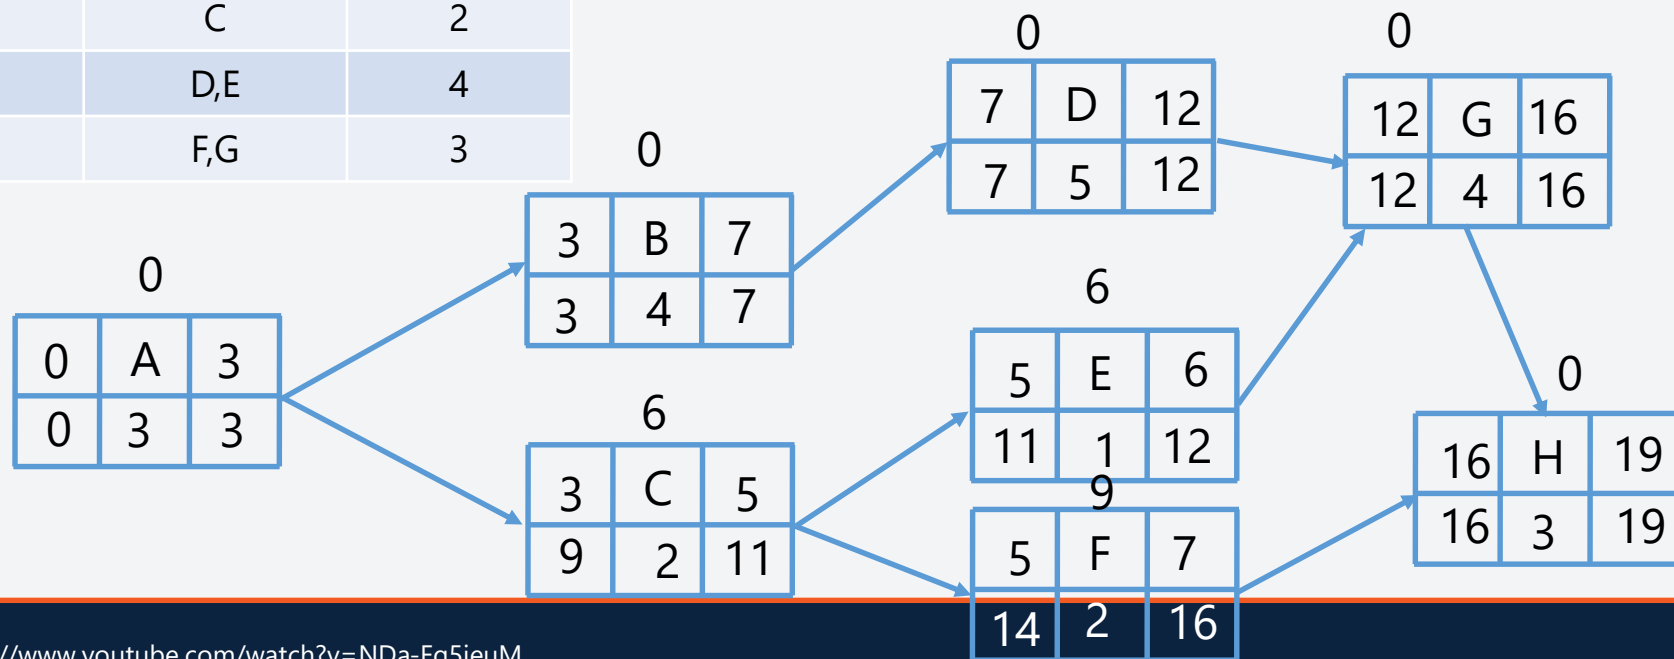 C 2
D,E 4
F,G 3
0
0 A 3
0 3 3
0
3 B 7
3 4 7
6
3 C 5
9 2 11
0
7 D 12
7 5 12
6
5 E 6
11 1 12
9
5 F 7
14 2 16
0
12 G 16
12 4 16
0
16 H 19
16 3 19
//www.youtube.com/watch?v=NDa-Fg5ieuM